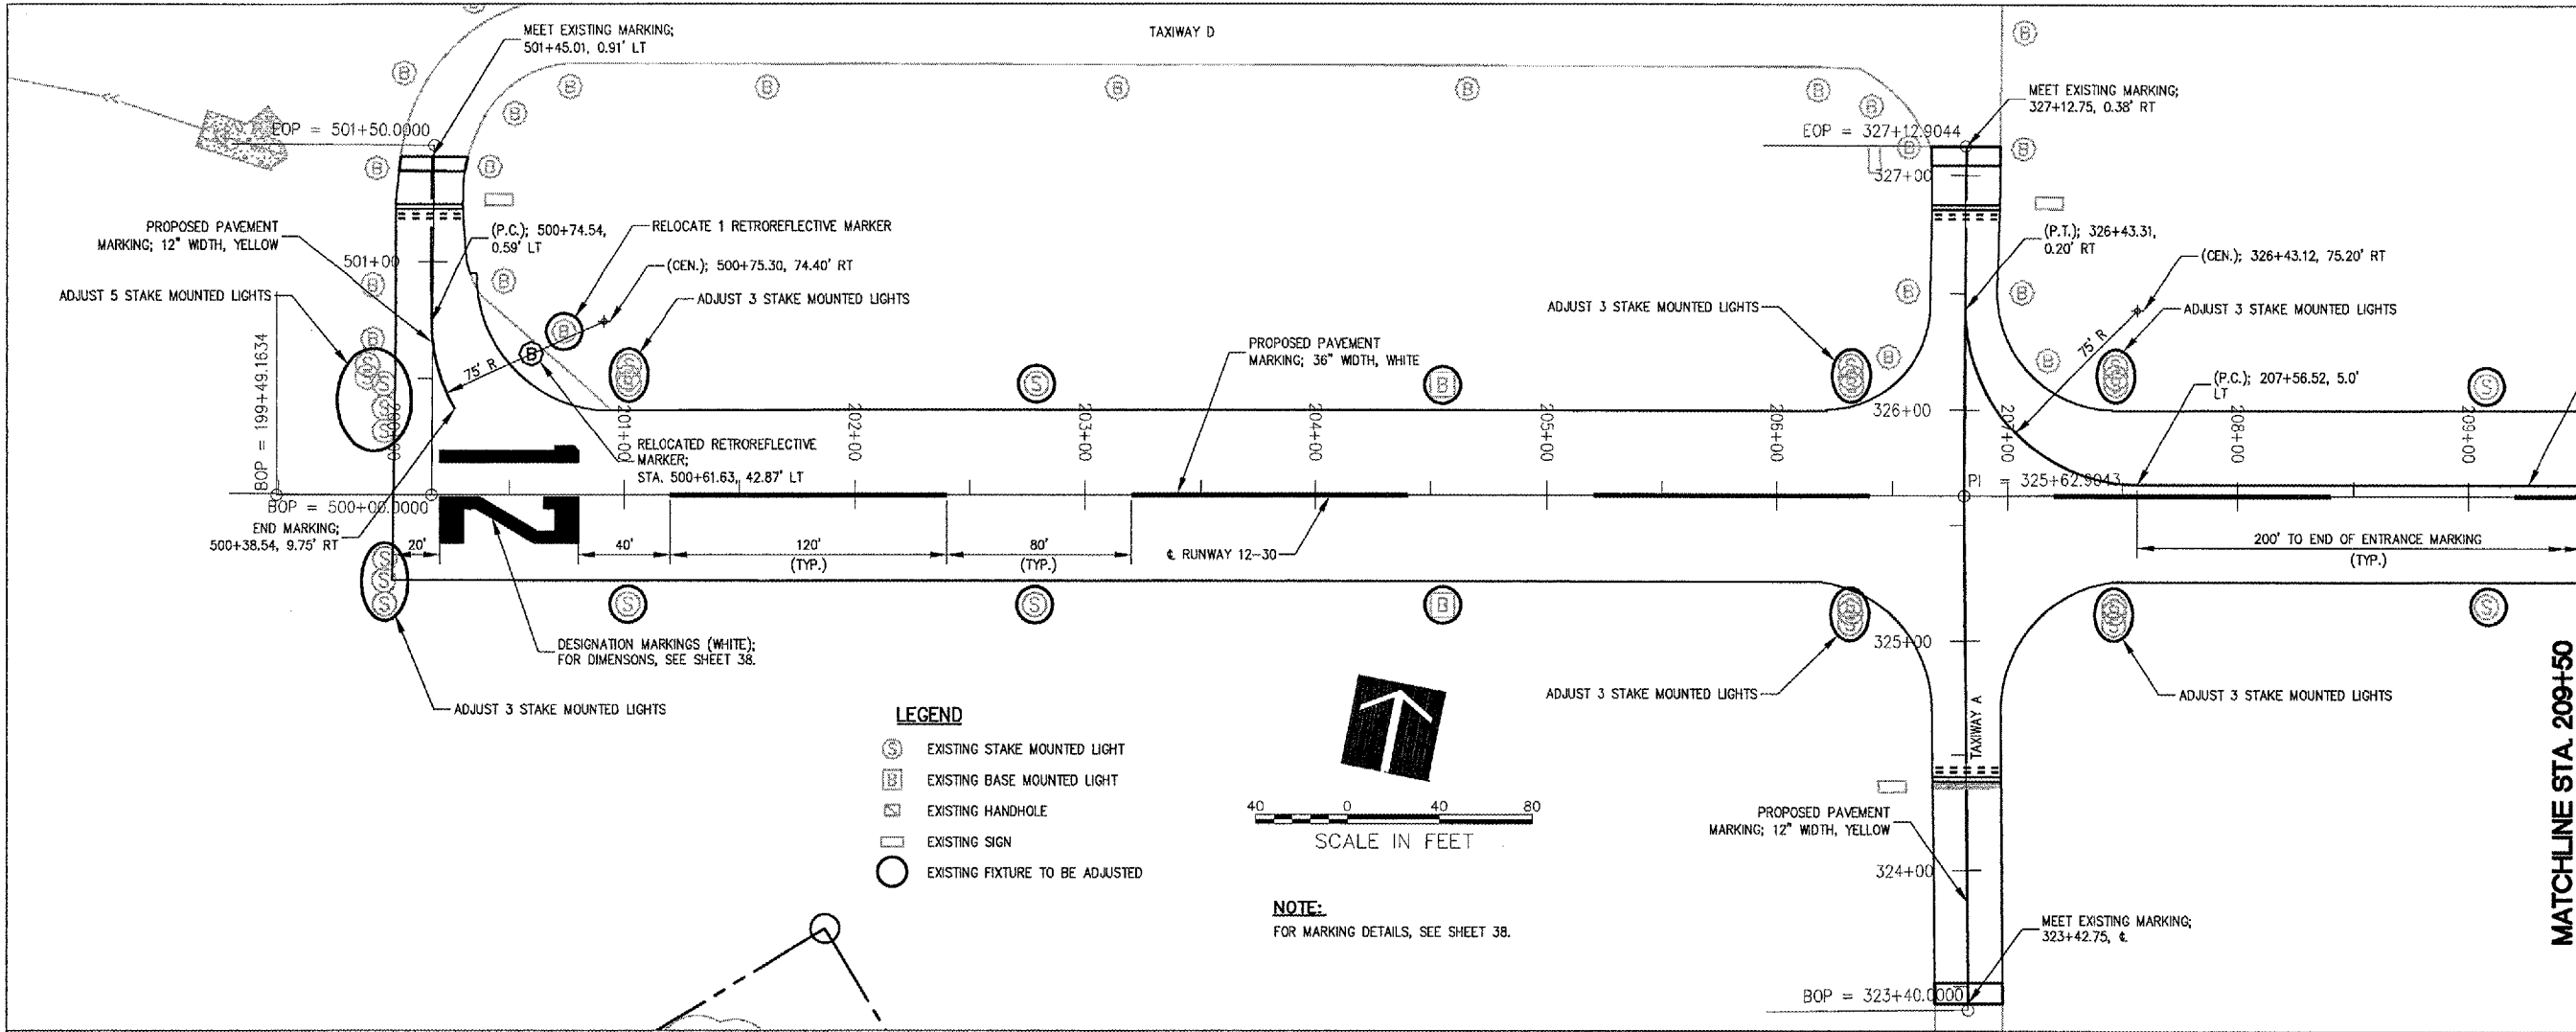 TAXIWAY D
MEET EXISTING MARKING;
501+45.01, 0.91' LT
EOP = 501+50.0000
PROPOSED PAVEMENT
MARKING; 12" WIDTH, YELLOW
(P.C.); 500+74.54,
0.59' LT
501+00
RELOCATE 1 RETROREFLECTIVE MARKER
(CEN.); 500+75.30, 74.40' RT
ADJUST 5 STAKE MOUNTED LIGHTS
ADJUST 3 STAKE MOUNTED LIGHTS
75' R
BOP = 199+49.1634
RELOCATED RETROREFLECTIVE
MARKER;
STA. 500+61.63, 42.87' LT
BOP = 500+00.0000
END MARKING;
500+38.54, 9.75' RT
12
20'
40'
120'
(TYP.)
80'
(TYP.)
DESIGNATION MARKINGS (WHITE);
FOR DIMENSONS, SEE SHEET 38.
ADJUST 3 STAKE MOUNTED LIGHTS
201+00
202+00
203+00
204+00
205+00
206+00
207+00
208+00
209+00
PROPOSED PAVEMENT
MARKING; 36" WIDTH, WHITE
℄ RUNWAY 12-30
MEET EXISTING MARKING;
327+12.75, 0.38' RT
EOP = 327+12.9044
327+00
(P.T.); 326+43.31,
0.20' RT
(CEN.); 326+43.12, 75.20' RT
ADJUST 3 STAKE MOUNTED LIGHTS
ADJUST 3 STAKE MOUNTED LIGHTS
75' R
(P.C.); 207+56.52, 5.0'
LT
326+00
PI = 325+62.9043
200' TO END OF ENTRANCE MARKING
(TYP.)
325+00
ADJUST 3 STAKE MOUNTED LIGHTS
ADJUST 3 STAKE MOUNTED LIGHTS
TAXIWAY A
PROPOSED PAVEMENT
MARKING; 12" WIDTH, YELLOW
324+00
MEET EXISTING MARKING;
323+42.75, ℄
BOP = 323+40.0000
MATCHLINE STA. 209+50
LEGEND
S EXISTING STAKE MOUNTED LIGHT
B EXISTING BASE MOUNTED LIGHT
EXISTING HANDHOLE
EXISTING SIGN
EXISTING FIXTURE TO BE ADJUSTED
40 0 40 80
SCALE IN FEET
NOTE:
FOR MARKING DETAILS, SEE SHEET 38.